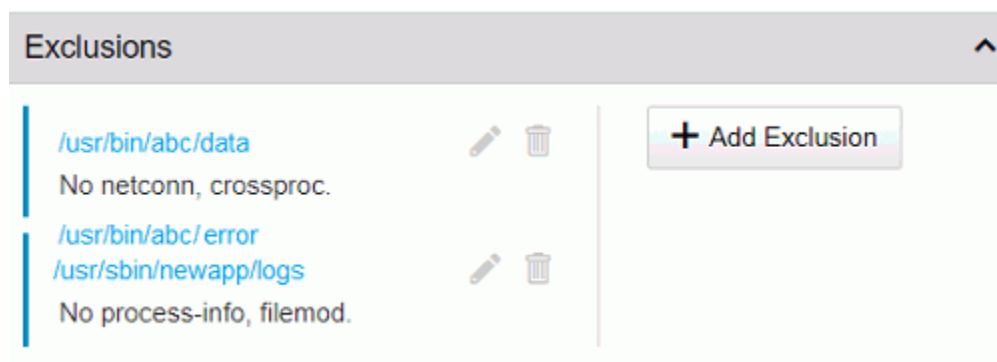 Exclusions
/usr/bin/abc/data
No netconn, crossproc.
+ Add Exclusion
/usr/bin/abc/error
/usr/sbin/newapp/logs
No process-info, filemod.